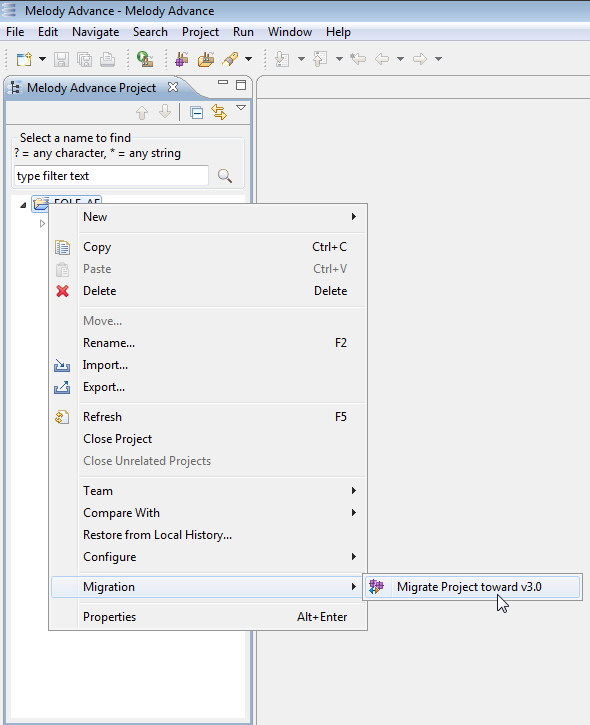 Melody Advance - Melody Advance
File Edit Navigate Search Project Run Window Help
Melody Advance Project
Select a name to find
? = any character, * = any string
type filter text
New
Copy Ctrl+C
Paste Ctrl+V
Delete Delete
Move...
Rename... F2
Import...
Export...
Refresh F5
Close Project
Close Unrelated Projects
Team
Compare With
Restore from Local History...
Configure
Migration
Migrate Project toward v3.0
Properties Alt+Enter